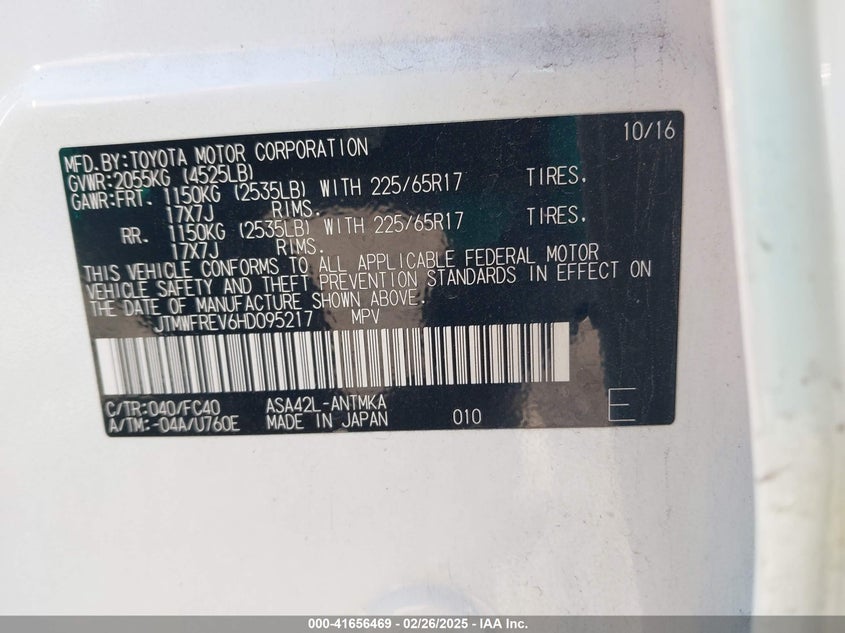 10/16
MFD.BY:TOYOTA MOTOR CORPORATION
GVWR:2055KG (4525LB)
GAWR:FRT. 1150KG (2535LB) WITH 225/65R17 TIRES.
17X7J RIMS.
RR. 1150KG (2535LB) WITH 225/65R17 TIRES.
17X7J RIMS.
THIS VEHICLE CONFORMS TO ALL APPLICABLE FEDERAL MOTOR
VEHICLE SAFETY AND THEFT PREVENTION STANDARDS IN EFFECT ON
THE DATE OF MANUFACTURE SHOWN ABOVE.
JTMWFREV6HD095217 MPV
C/TR:040/FC40 ASA42L-ANTMKA
A/TM:-04A/U760E MADE IN JAPAN 010 E
000-41656469 – 02/26/2025 – IAA Inc.